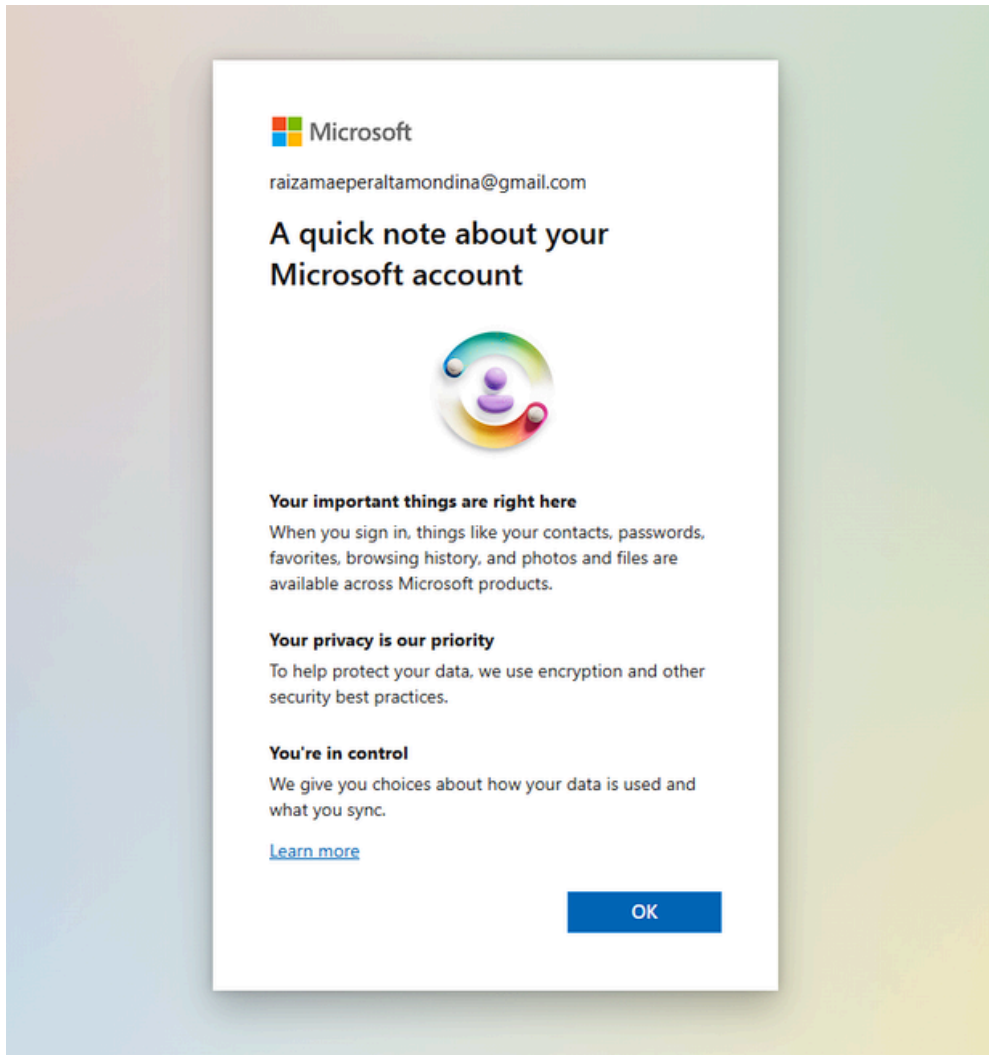 Microsoft
raizamaeperaltamondina@gmail.com
A quick note about your
Microsoft account
Your important things are right here
When you sign in, things like your contacts, passwords,
favorites, browsing history, and photos and files are
available across Microsoft products.
Your privacy is our priority
To help protect your data, we use encryption and other
security best practices.
You're in control
We give you choices about how your data is used and
what you sync.
Learn more
OK